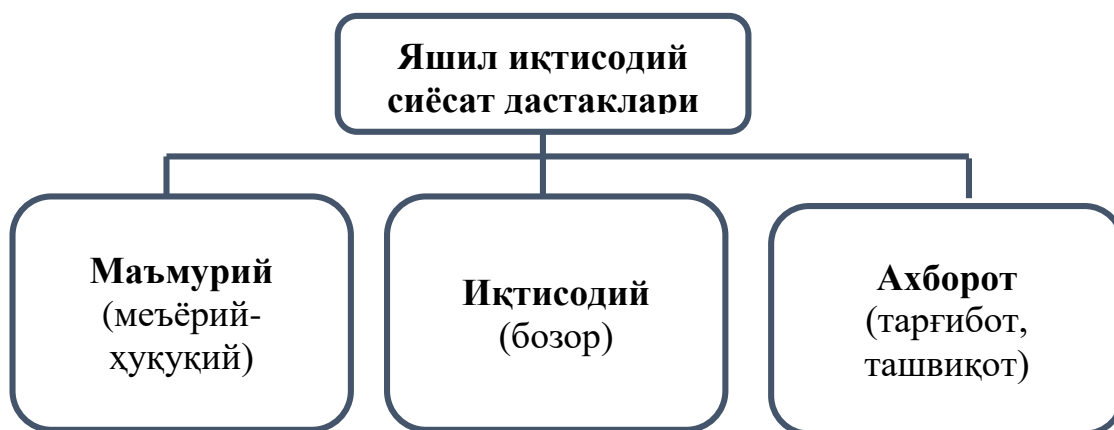 Яшил иқтисодий
сиёсат дастаклари
Маъмурий
(меъёрий-
ҳуқуқий)
Иқтисодий
(бозор)
Ахборот
(тарғибот,
ташвиқот)